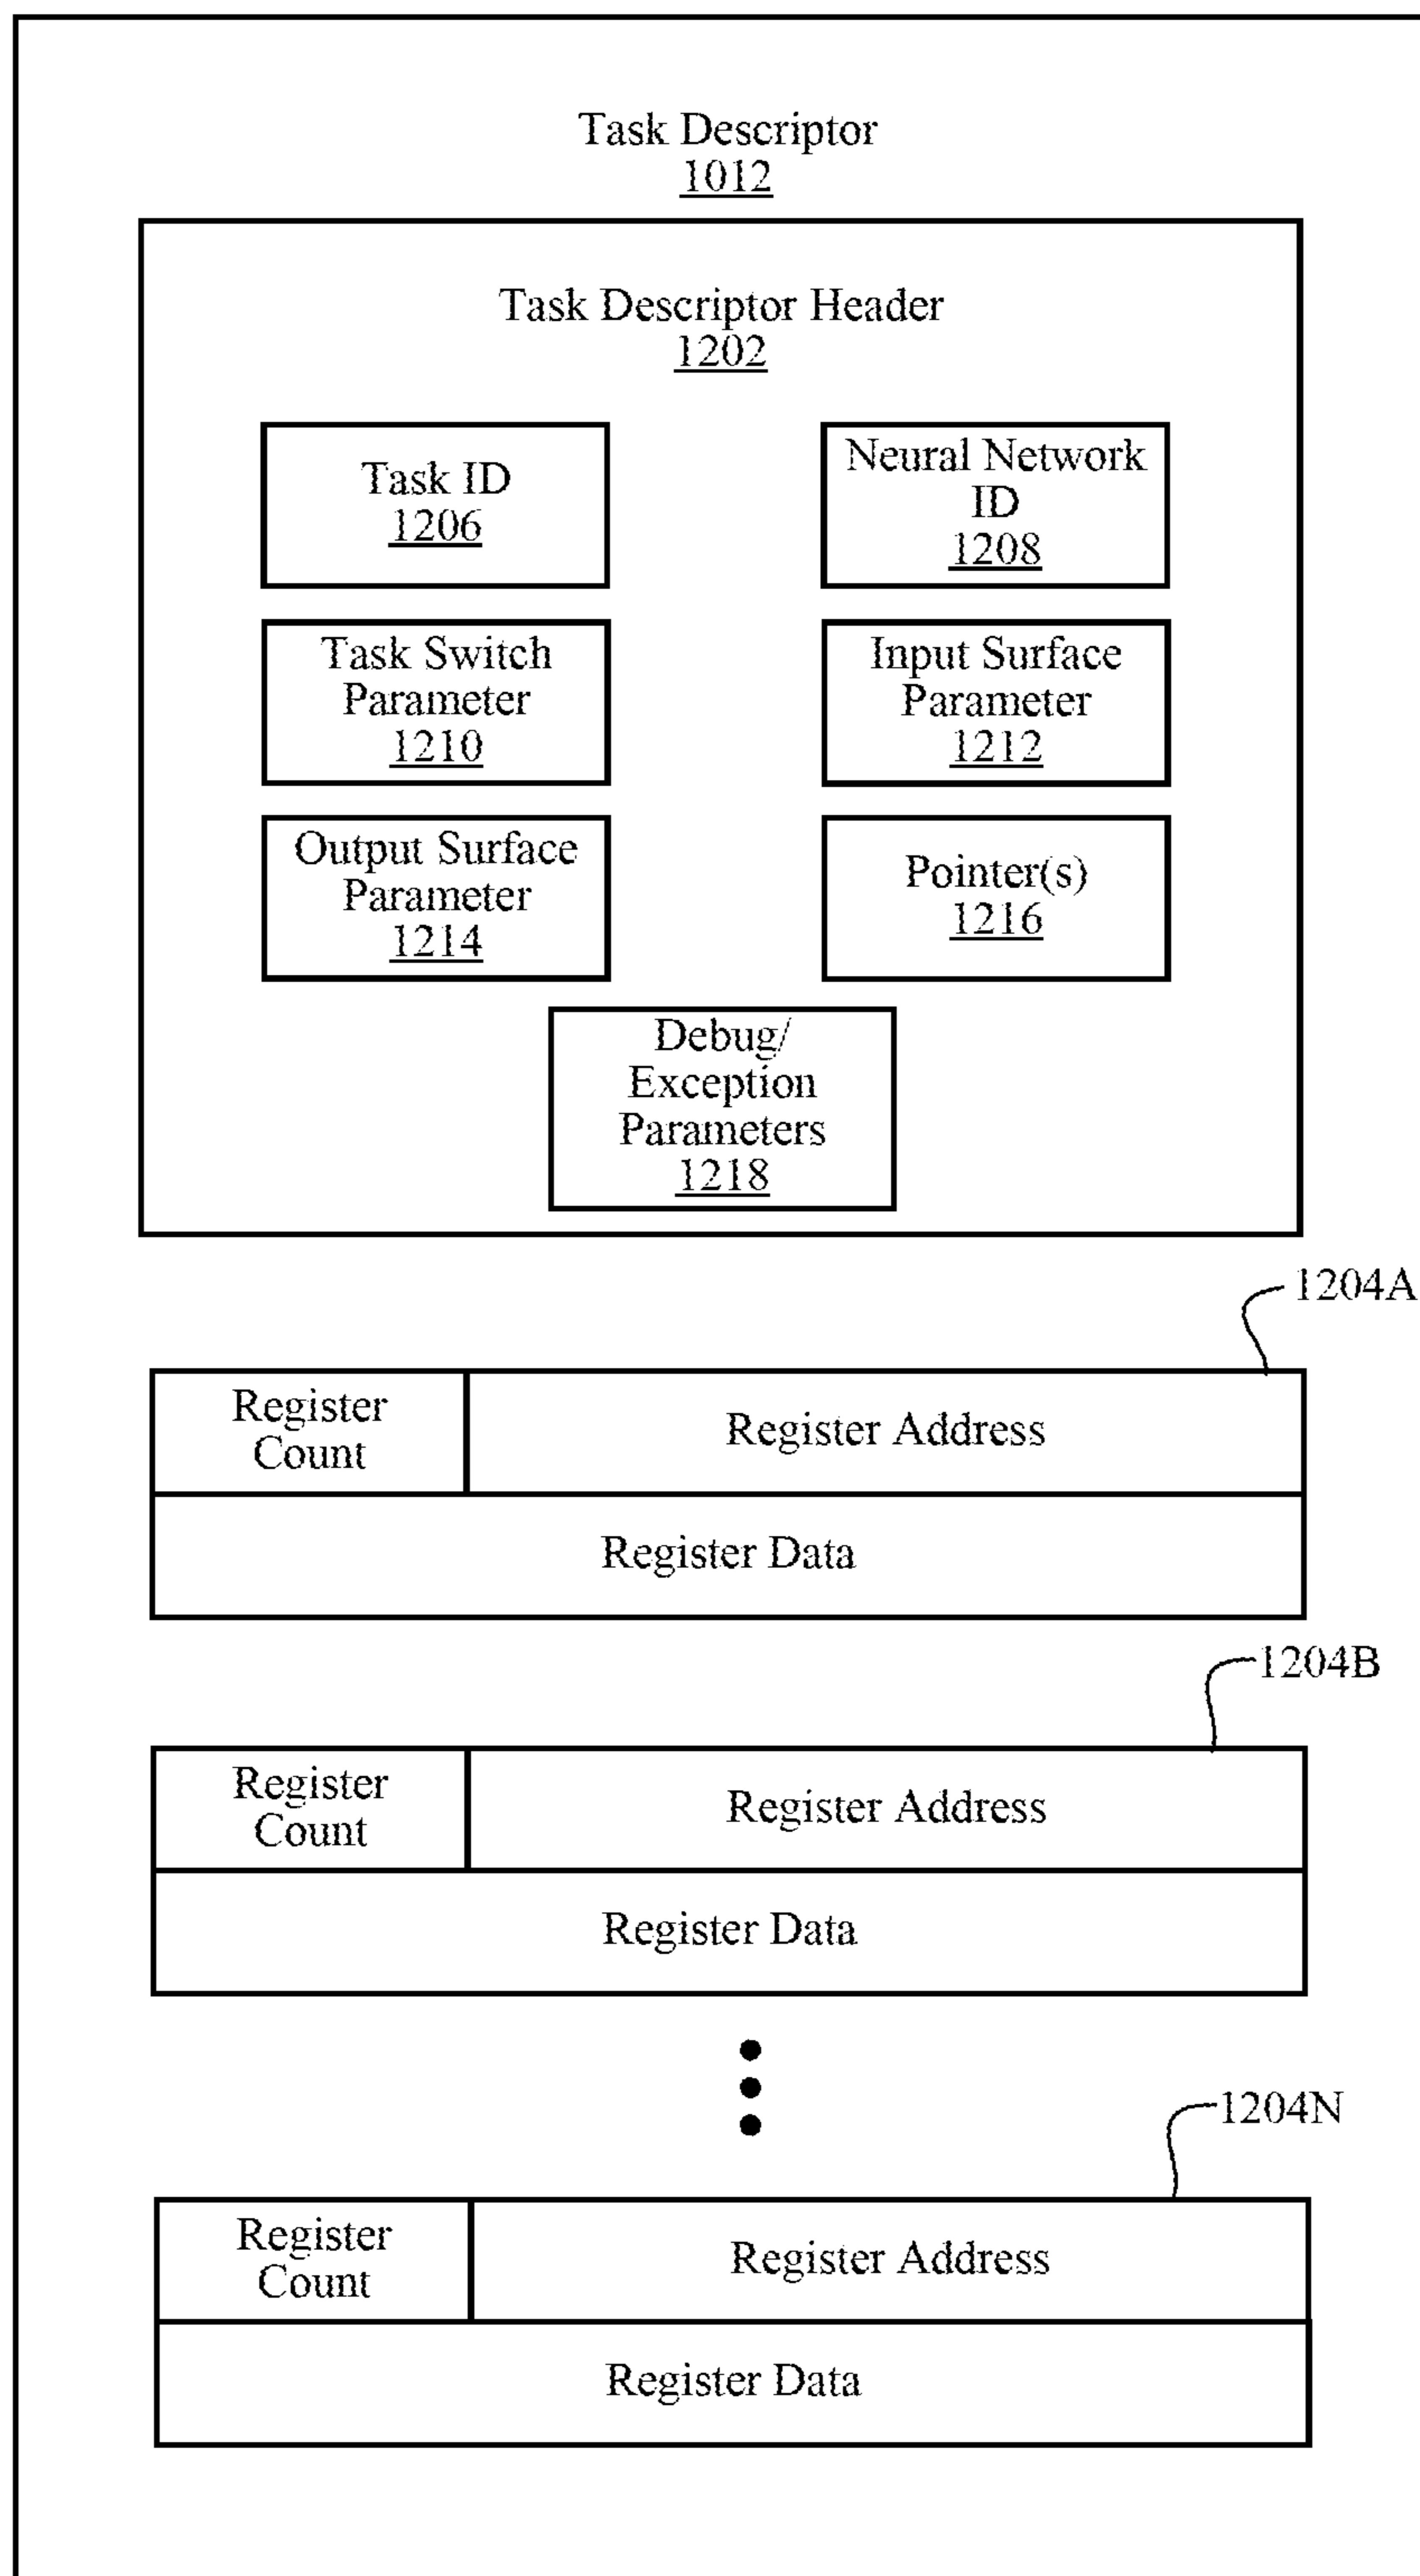 Task Descriptor
1012
Task Descriptor Header
1202
Task ID
1206
Neural Network
ID
1208
Task Switch
Parameter
1210
Input Surface
Parameter
1212
Output Surface
Parameter
1214
Pointer(s)
1216
Debug/
Exception
Parameters
1218
1204A
Register
Count
Register Address
Register Data
1204B
Register
Count
Register Address
Register Data
1204N
Register
Count
Register Address
Register Data